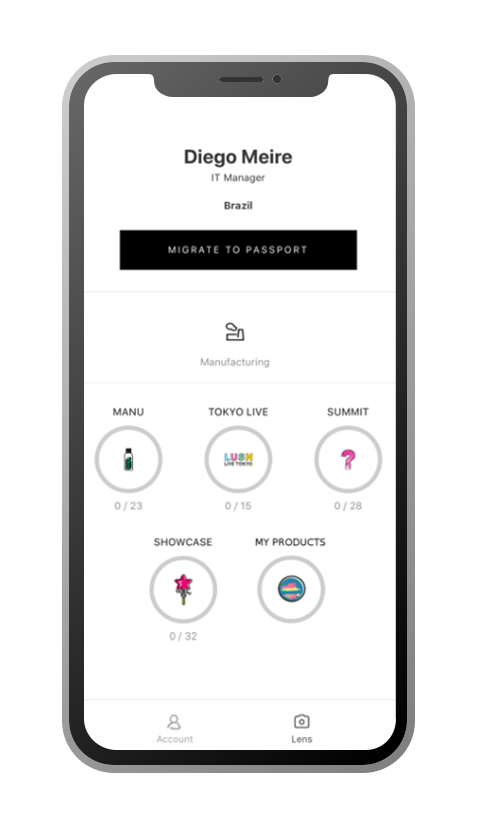 Diego Meire
IT Manager
Brazil
MIGRATE TO PASSPORT
Manufacturing
MANU
TOKYO LIVE
SUMMIT
LUSH
LIVE TOKYO
0 / 23
0 / 15
0 / 28
SHOWCASE
MY PRODUCTS
0 / 32
Account
Lens